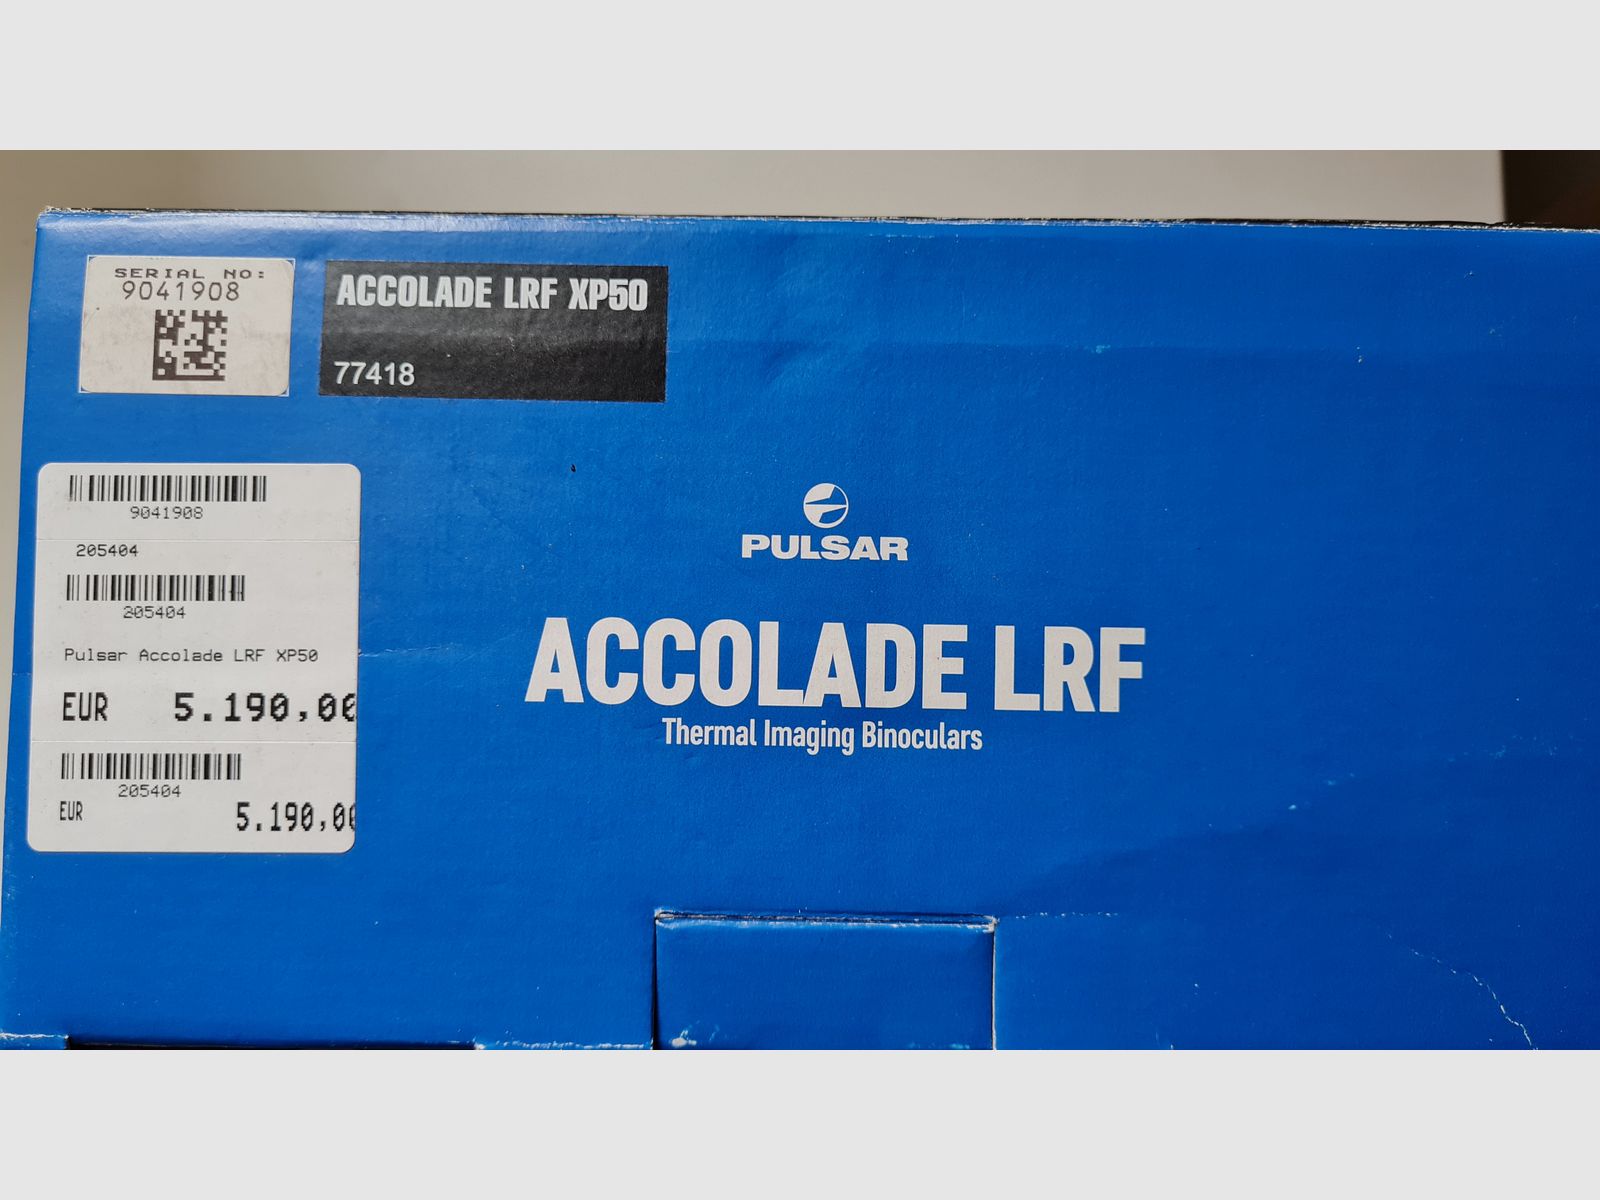 SERIAL NO:
9041908
ACCOLADE LRF XP50
77418
9041908
205404
205404
Pulsar Accolade LRF XP50
EUR 5.190,00
205404
EUR 5.190,00
PULSAR
ACCOLADE LRF
Thermal Imaging Binoculars